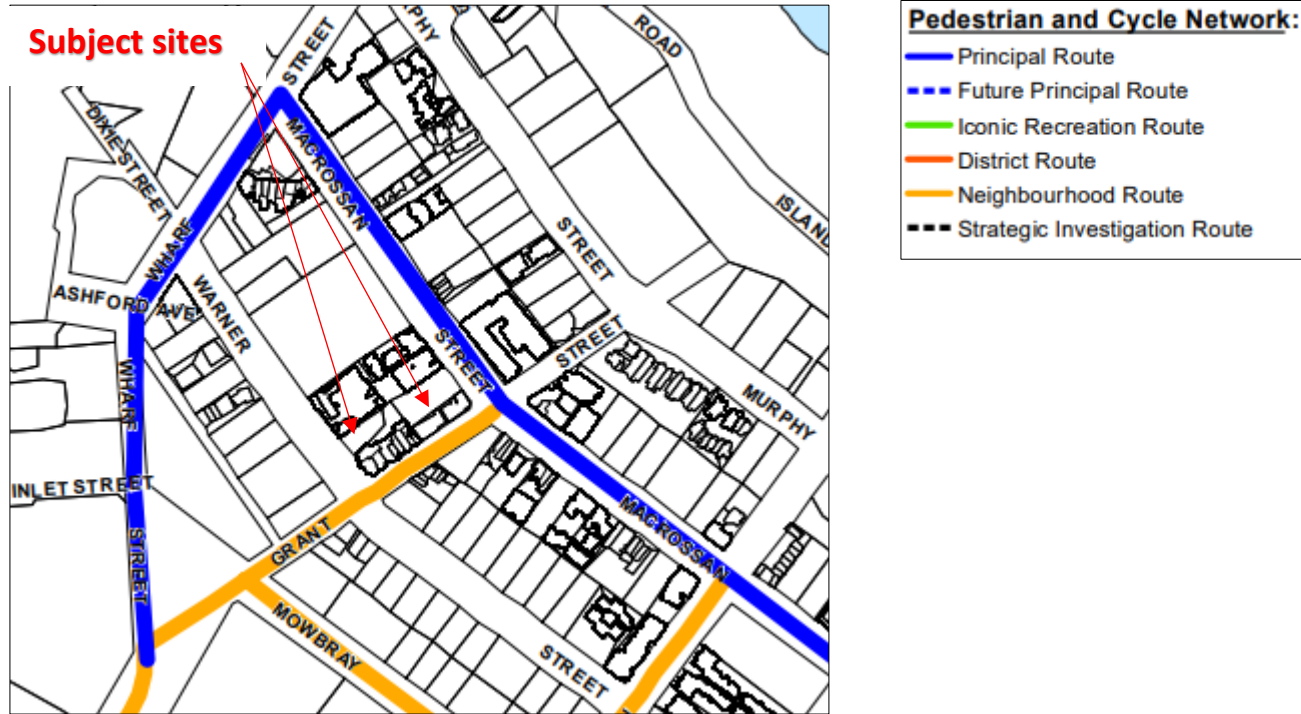 Subject sites
STREET
MURPHY
ROAD
DIXIE STREET
MACROSSAN
ISLAND
WHARF
STREET
ASHFORD AVE
WARNER
STREET
STREET
MURPHY
WHARF
INLET STREET
STREET
GRANT
MACROSSAN
MOWBRAY
STREET
Pedestrian and Cycle Network:
Principal Route
Future Principal Route
Iconic Recreation Route
District Route
Neighbourhood Route
Strategic Investigation Route